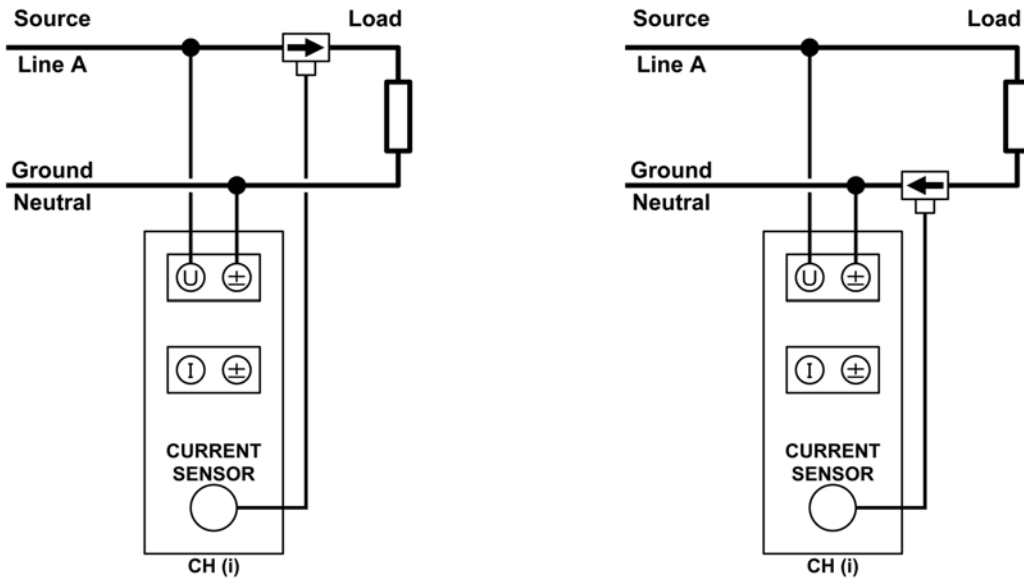 Source
Load
Line A
Ground
Neutral
U ±
I ±
CURRENT
SENSOR
CH (i)
Source
Load
Line A
Ground
Neutral
U ±
I ±
CURRENT
SENSOR
CH (i)